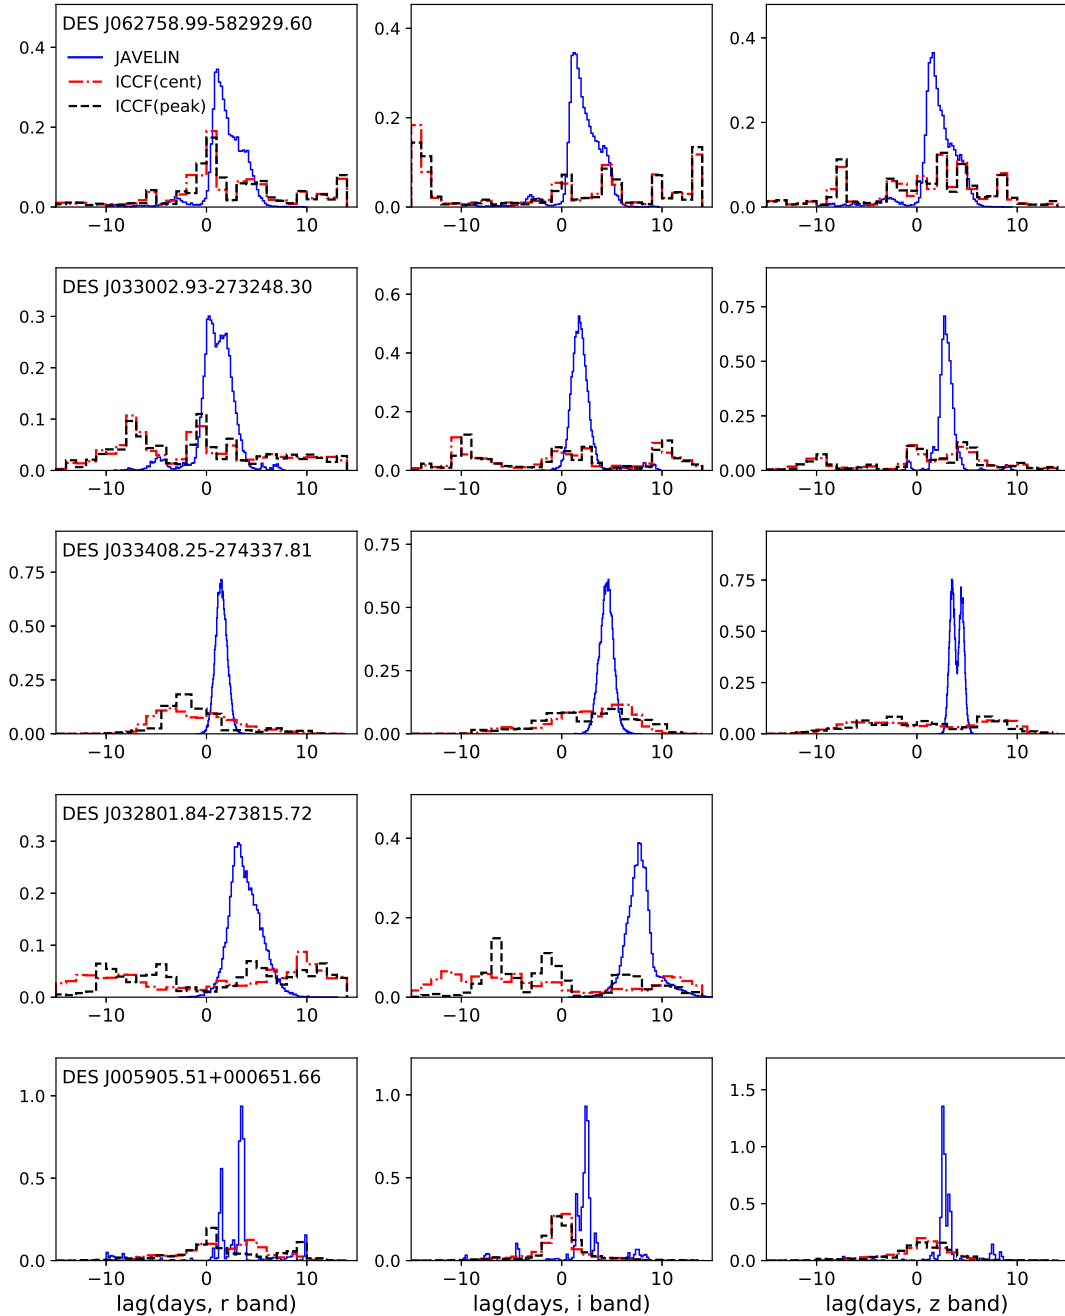 DES J062758.99-582929.60
JAVELIN
ICCF(cent)
ICCF(peak)
0.4
0.2
0.0
−10 0 10
0.4
0.2
0.0
−10 0 10
0.4
0.2
0.0
−10 0 10
DES J033002.93-273248.30
0.3
0.2
0.1
0.0
−10 0 10
0.6
0.4
0.2
0.0
−10 0 10
0.75
0.50
0.25
0.00
−10 0 10
DES J033408.25-274337.81
0.75
0.50
0.25
0.00
−10 0 10
0.75
0.50
0.25
0.00
−10 0 10
0.75
0.50
0.25
0.00
−10 0 10
DES J032801.84-273815.72
0.3
0.2
0.1
0.0
−10 0 10
0.4
0.2
0.0
−10 0 10
DES J005905.51+000651.66
1.0
0.5
0.0
−10 0 10
lag(days, r band)
1.0
0.5
0.0
−10 0 10
lag(days, i band)
1.5
1.0
0.5
0.0
−10 0 10
lag(days, z band)